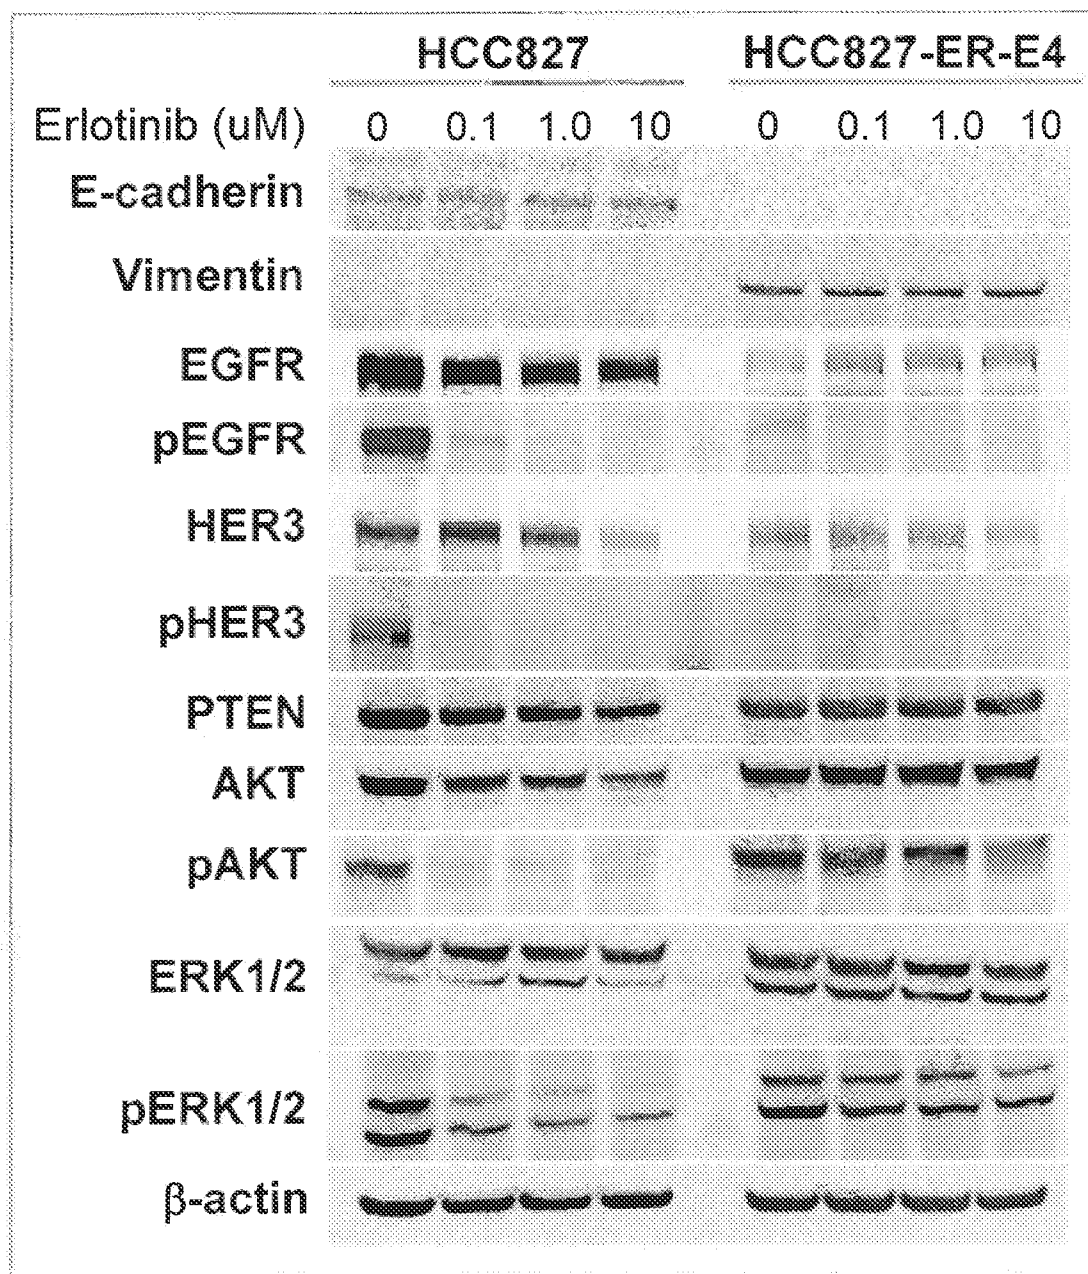 HCC827 HCC827-ER-E4
Erlotinib (uM) 0 0.1 1.0 10 0 0.1 1.0 10
E-cadherin
Vimentin
EGFR
pEGFR
HER3
pHER3
PTEN
AKT
pAKT
ERK1/2
pERK1/2
β-actin